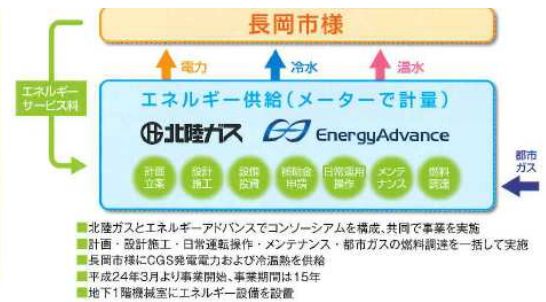 長岡市様
電力
冷水
温水
エネルギー
サービス料
エネルギー供給(メーターで計量)
北陸ガス EnergyAdvance
都市
ガス
計画
立案
設計
施工
設備
投資
補助金
申請
日常運用
操作
メンテ
ナンス
燃料
調達
■北陸ガスとエネルギーアドバンスでコンソーシアムを構成、共同で事業を実施
■計画・設計施工・日常運転操作・メンテナンス・都市ガスの燃料調達を一括して実施
■長岡市様にCGS発電電力および冷温熱を供給
■平成24年3月より事業開始、事業期間は15年
■地下1階機械室にエネルギー設備を設置